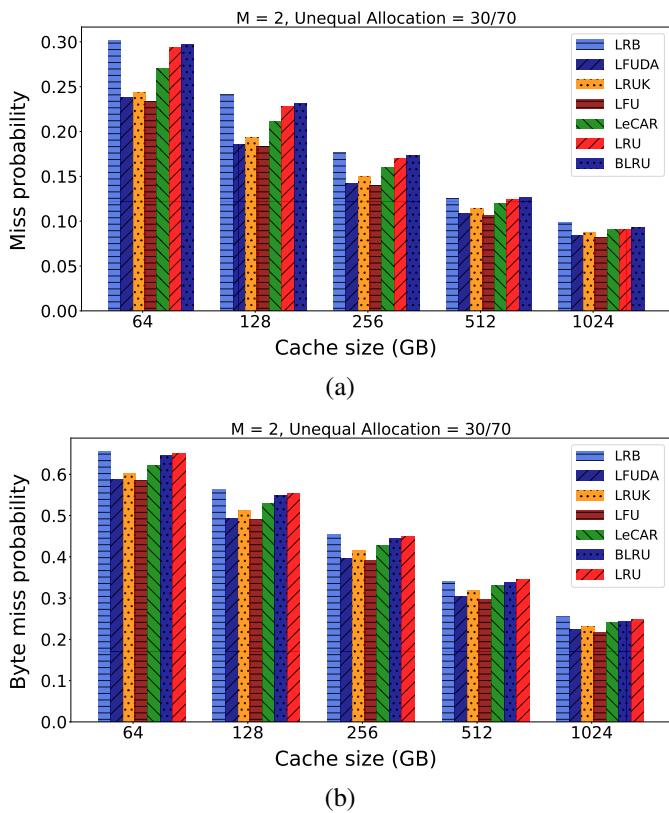 M = 2, Unequal Allocation = 30/70
Miss probability
0.30
0.25
0.20
0.15
0.10
0.05
0.00
LRB
LFUDA
LRUK
LFU
LeCAR
LRU
BLRU
64 128 256 512 1024
Cache size (GB)
(a)
M = 2, Unequal Allocation = 30/70
Byte miss probability
0.6
0.5
0.4
0.3
0.2
0.1
0.0
LRB
LFUDA
LRUK
LFU
LeCAR
BLRU
LRU
64 128 256 512 1024
Cache size (GB)
(b)